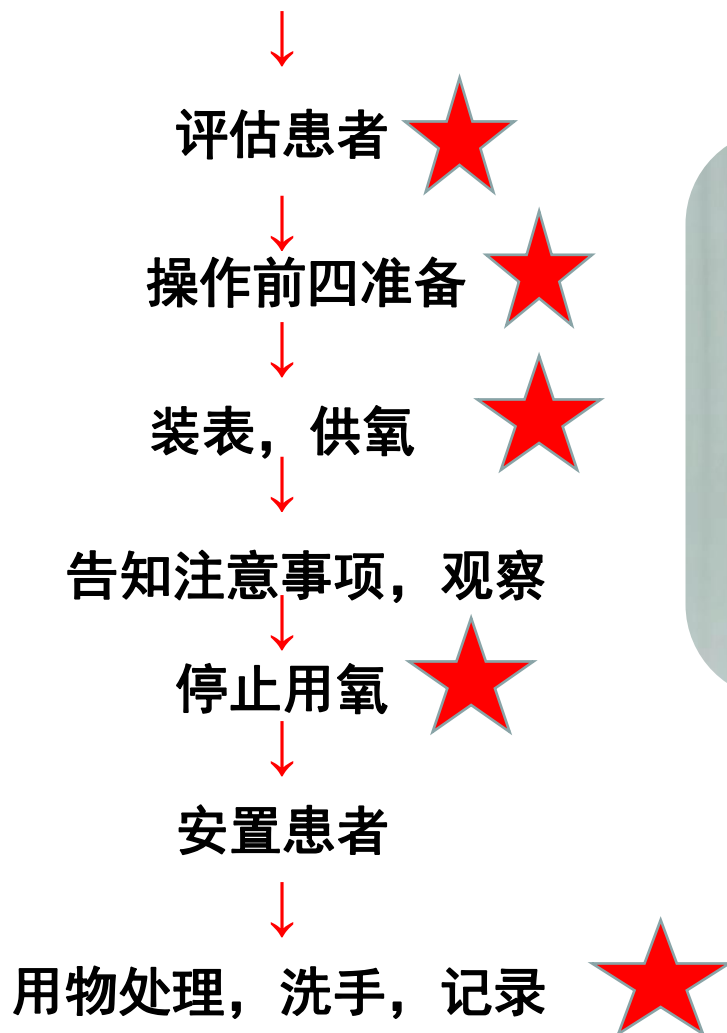 评估患者
操作前四准备
装表，供氧
告知注意事项，观察
停止用氧
安置患者
用物处理，洗手，记录